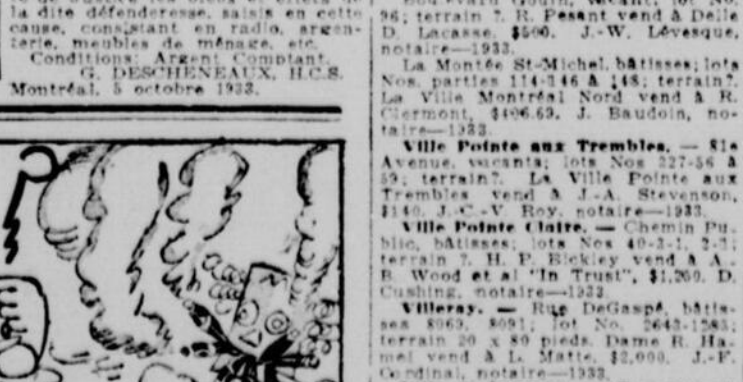 la dite défenderesse, saisis en cette
cause, consistant en radio, argen-
terie, meubles de ménage, etc.
Conditions: Argent Comptant.
G. DESCHENEAUX, H.C.S.
Montréal, 5 octobre 1933.
96; terrain ?. R. Pesant vend à Delle
D. Lacasse, $500. J.-W. Lévesque,
notaire—1933.
La Montée St-Michel, bâtisses; lots
Nos. parties 114-146 & 148; terrain?.
La Ville Montréal Nord vend à R.
Clermont, $406.69. J. Baudoin, no-
taire—1933.
Ville Pointe aux Trembles. — 81e
Avenue, vacants; lots Nos 227-56 à
59; terrain?. La Ville Pointe aux
Trembles vend à J.-A. Stevenson,
$140. J.-C.-V. Roy, notaire—1933.
Ville Pointe Claire. — Chemin Pu-
blic, bâtisses; lots Nos 40-2-1, 2-3;
terrain ?. H. P. Bickley vend à A.
B. Wood et al "In Trust", $1,200. D.
Cushing, notaire—1933.
Villeray. — Rue DeGaspé, bâtis-
ses 8069, 8091; lot No. 2643-1285;
terrain 20 x 80 pieds. Dame R. Ha-
mel vend à L. Matte, $2,000. J.-F.
Cardinal, notaire—1933.